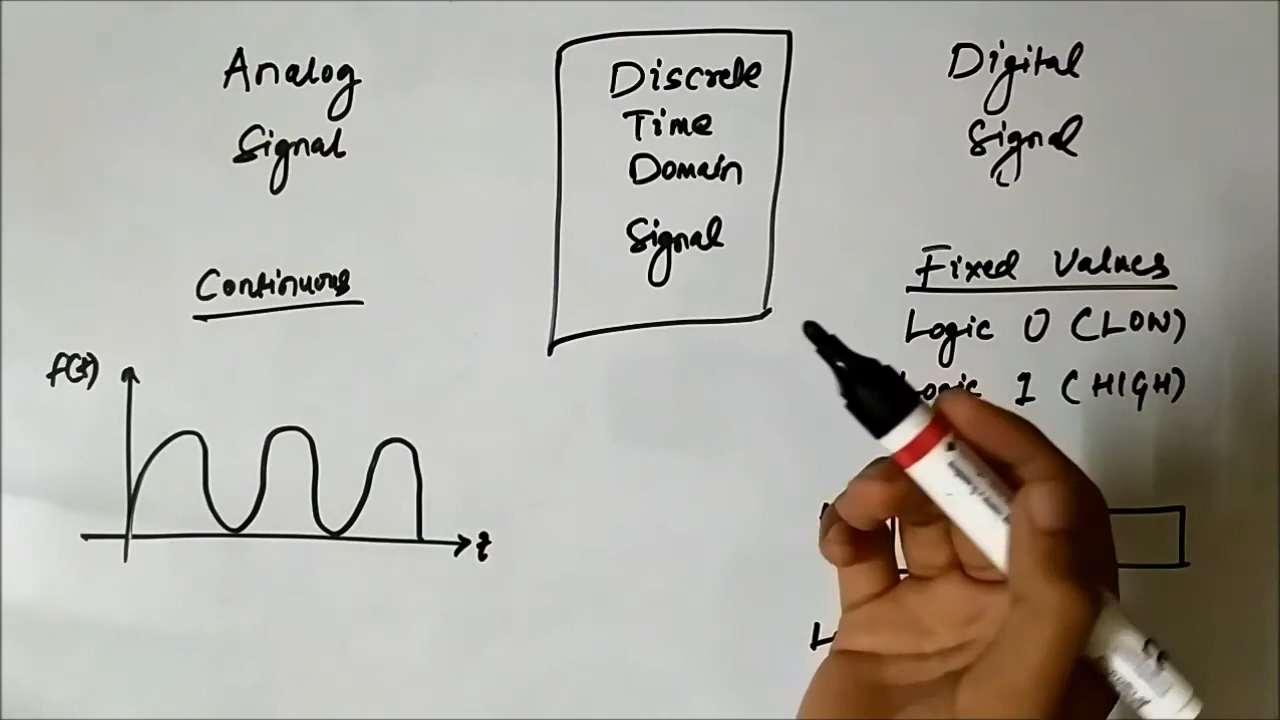 Analog
Signal
Continuous
f(t)
t
Discrete
Time
Domain
Signal
Digital
Signal
Fixed Values
Logic 0 (LOW)
Logic 1 (HIGH)
L